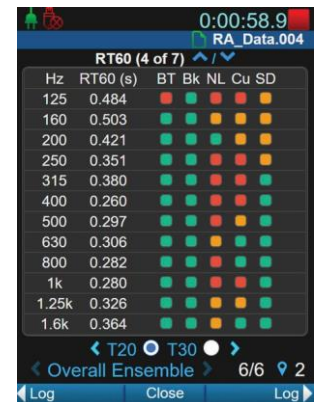 0:00:58.9
RA_Data.004
RT60 (4 of 7) /
Hz RT60 (s) BT Bk NL Cu SD
125 0.484
160 0.503
200 0.421
250 0.351
315 0.380
400 0.260
500 0.297
630 0.306
800 0.282
1k 0.280
1.25k 0.326
1.6k 0.364
T20 T30
Overall Ensemble 6/6 2
Log Close Log